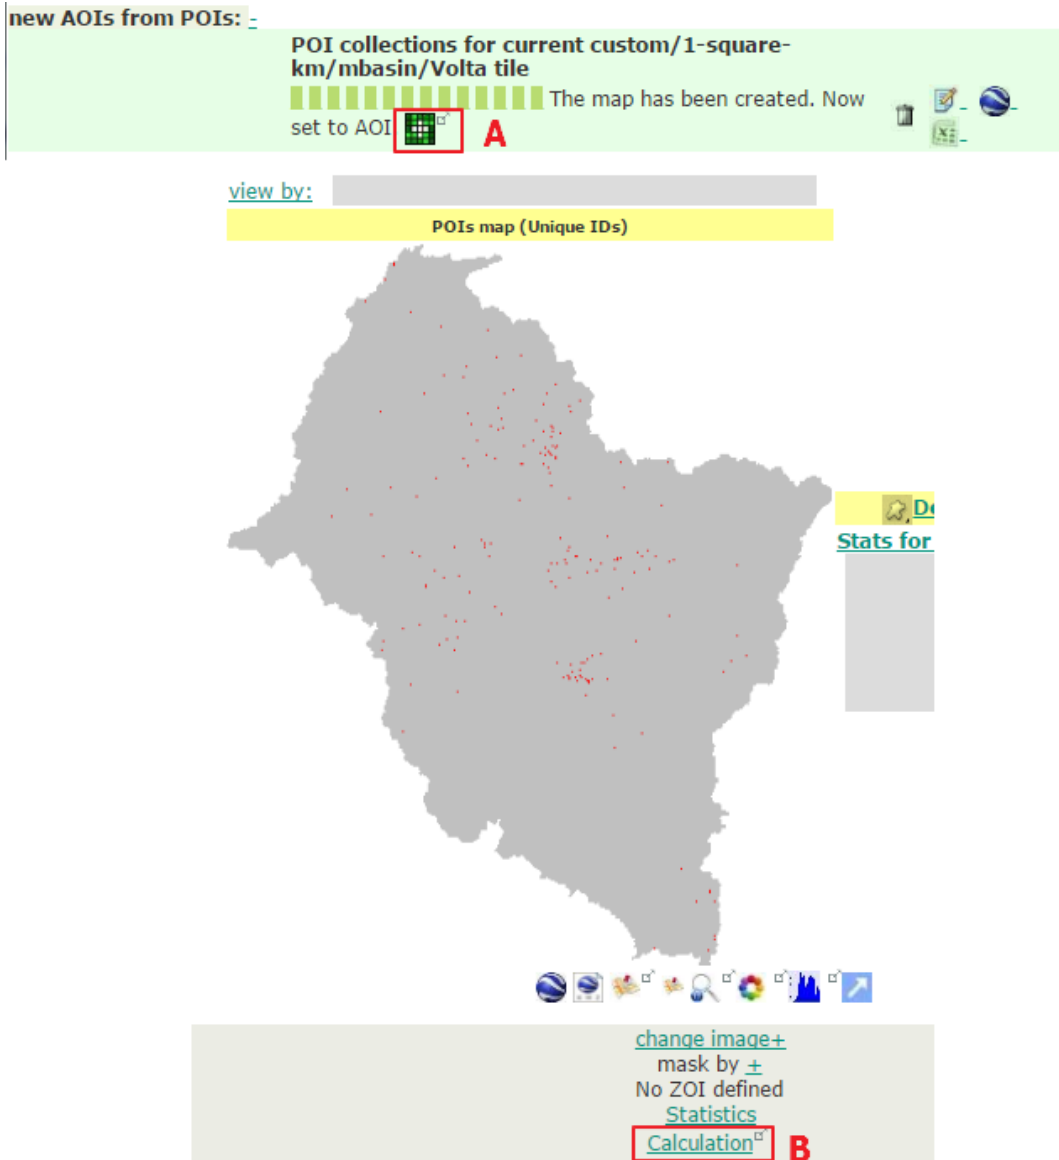 new AOIs from POIs: -
POI collections for current custom/1-square-
km/mbasin/Volta tile
The map has been created. Now
set to AOI
A
view by:
POIs map (Unique IDs)
Stats for
change image+
mask by +
No ZOI defined
Statistics
Calculation
B